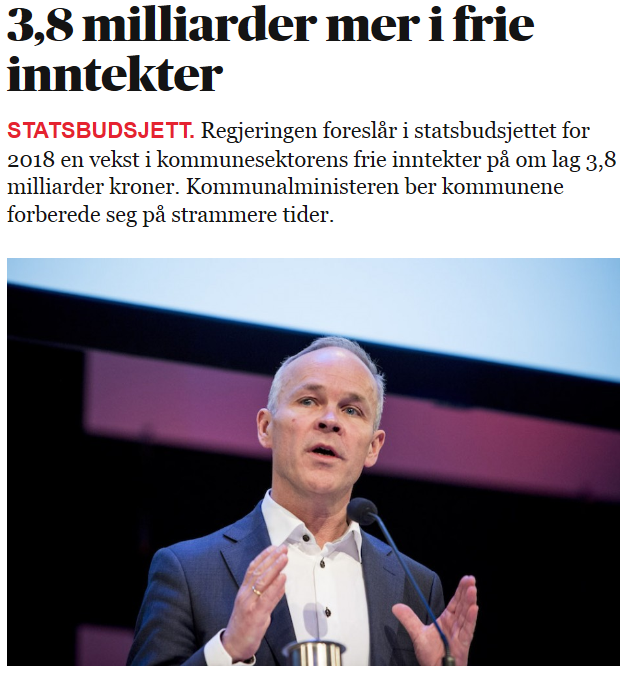 3,8 milliarder mer i frie
inntekter
STATSBUDSJETT. Regjeringen foreslår i statsbudsjettet for
2018 en vekst i kommunesektorens frie inntekter på om lag 3,8
milliarder kroner. Kommunalministeren ber kommunene
forberede seg på strammere tider.